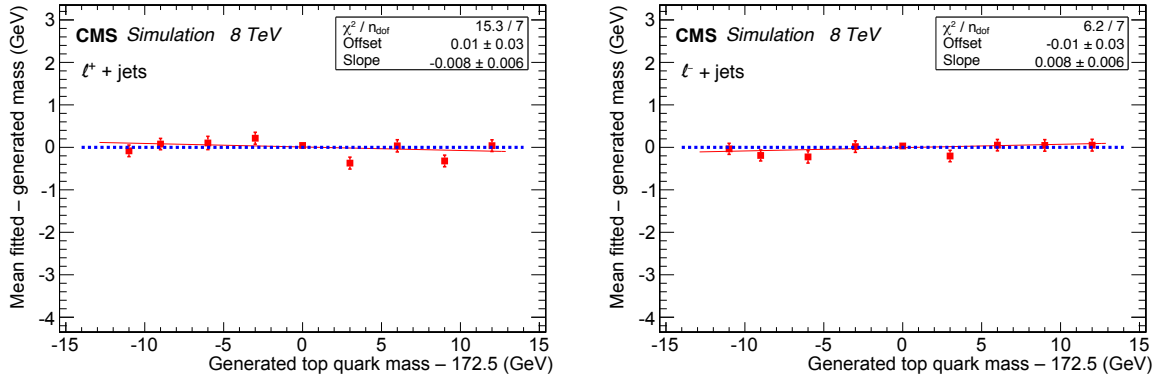 CMS Simulation 8 TeV
ℓ+ + jets
χ2 / ndof 15.3 / 7
Offset 0.01 ± 0.03
Slope -0.008 ± 0.006
Mean fitted – generated mass (GeV)
3
2
1
0
-1
-2
-3
-4
-15 -10 -5 0 5 10 15
Generated top quark mass – 172.5 (GeV)
CMS Simulation 8 TeV
ℓ- + jets
χ2 / ndof 6.2 / 7
Offset -0.01 ± 0.03
Slope 0.008 ± 0.006
Mean fitted – generated mass (GeV)
3
2
1
0
-1
-2
-3
-4
-15 -10 -5 0 5 10 15
Generated top quark mass – 172.5 (GeV)